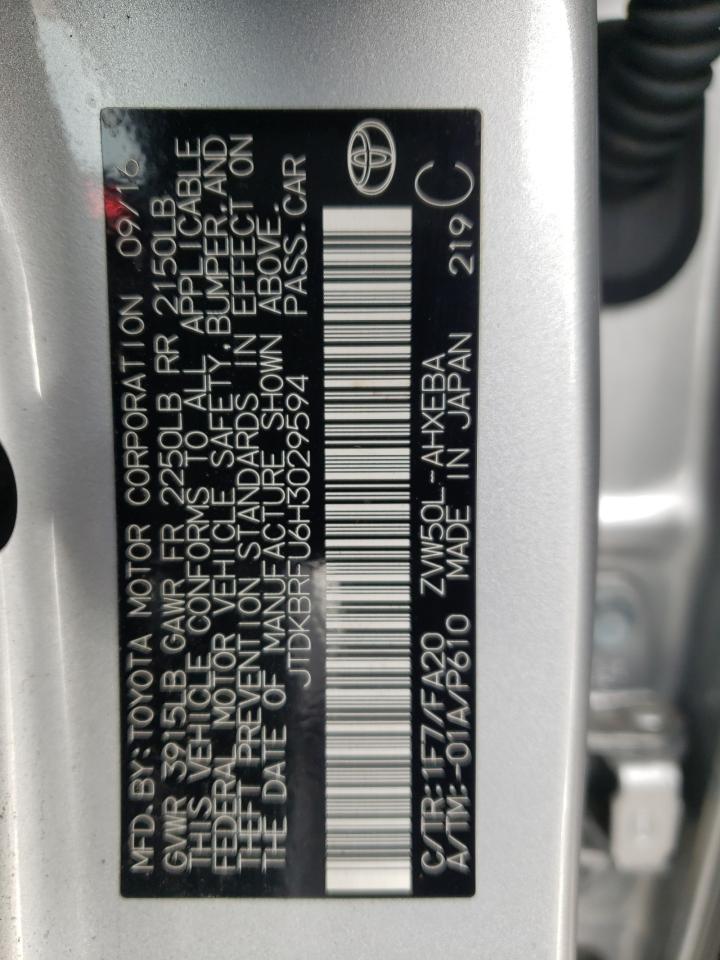 MFD. BY: TOYOTA MOTOR CORPORATION 09/16
GVWR 3915LB GAWR FR 2250LB RR 2150LB
THIS VEHICLE CONFORMS TO ALL APPLICABLE
FEDERAL MOTOR VEHICLE SAFETY, BUMPER, AND
THEFT PREVENTION STANDARDS IN EFFECT ON
THE DATE OF MANUFACTURE SHOWN ABOVE.
JTDKBRFU6H3029594 PASS. CAR
C/TR: 1F7/FA20 ZVW50L-AHXEBA
A/TM: -01A/P610 MADE IN JAPAN 219 C